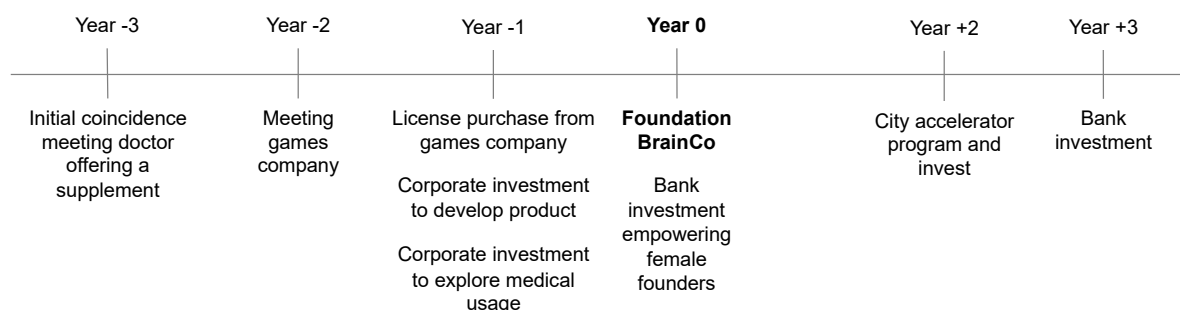 Year -3
Year -2
Year -1
Year 0
Year +2
Year +3
Initial coincidence
meeting doctor
offering a
supplement
Meeting
games
company
License purchase from
games company
Corporate investment
to develop product
Corporate investment
to explore medical
usage
Foundation
BrainCo
Bank
investment
empowering
female
founders
City accelerator
program and
invest
Bank
investment